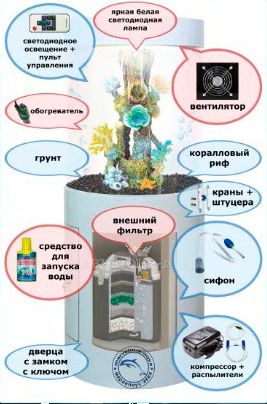 яркая белая
светодиодная
лампа
светодиодное
освещение +
пульт
управления
вентилятор
обогреватель
грунт
коралловый
риф
краны +
штуцера
внешний
фильтр
средство
для
запуска
воды
сифон
дверца
с замком
с ключом
компрессор +
распылители